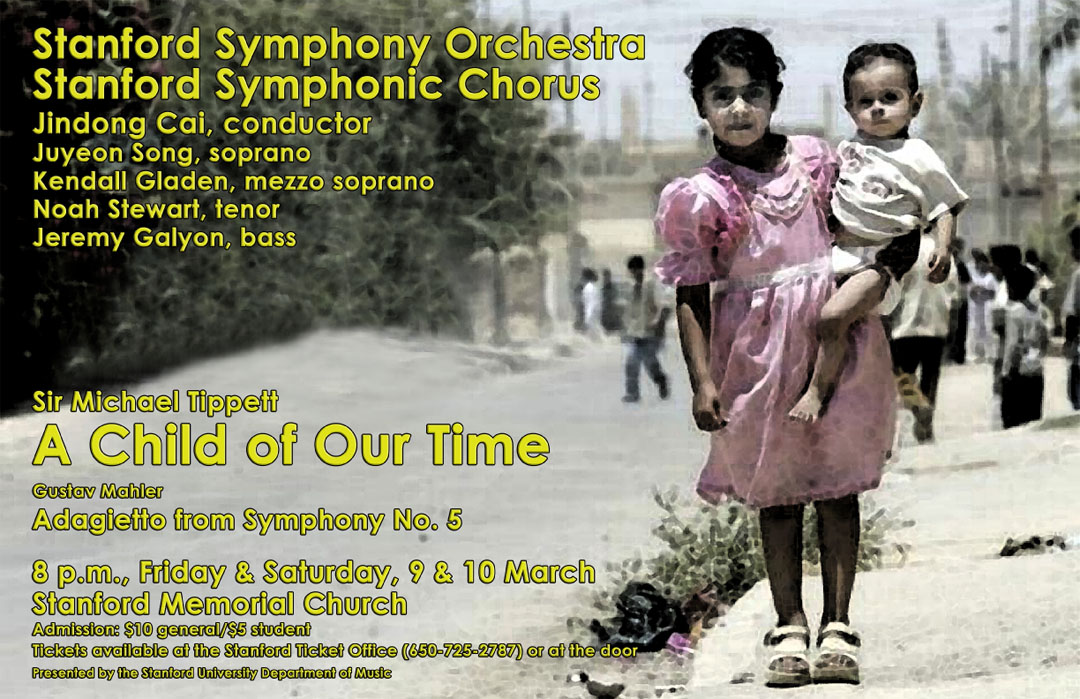 Stanford Symphony Orchestra
Stanford Symphonic Chorus
Jindong Cai, conductor
Juyeon Song, soprano
Kendall Gladen, mezzo soprano
Noah Stewart, tenor
Jeremy Galyon, bass
Sir Michael Tippett
A Child of Our Time
Gustav Mahler
Adagietto from Symphony No. 5
8 p.m., Friday & Saturday, 9 & 10 March
Stanford Memorial Church
Admission: $10 general/$5 student
Tickets available at the Stanford Ticket Office (650-725-2787) or at the door
Presented by the Stanford University Department of Music